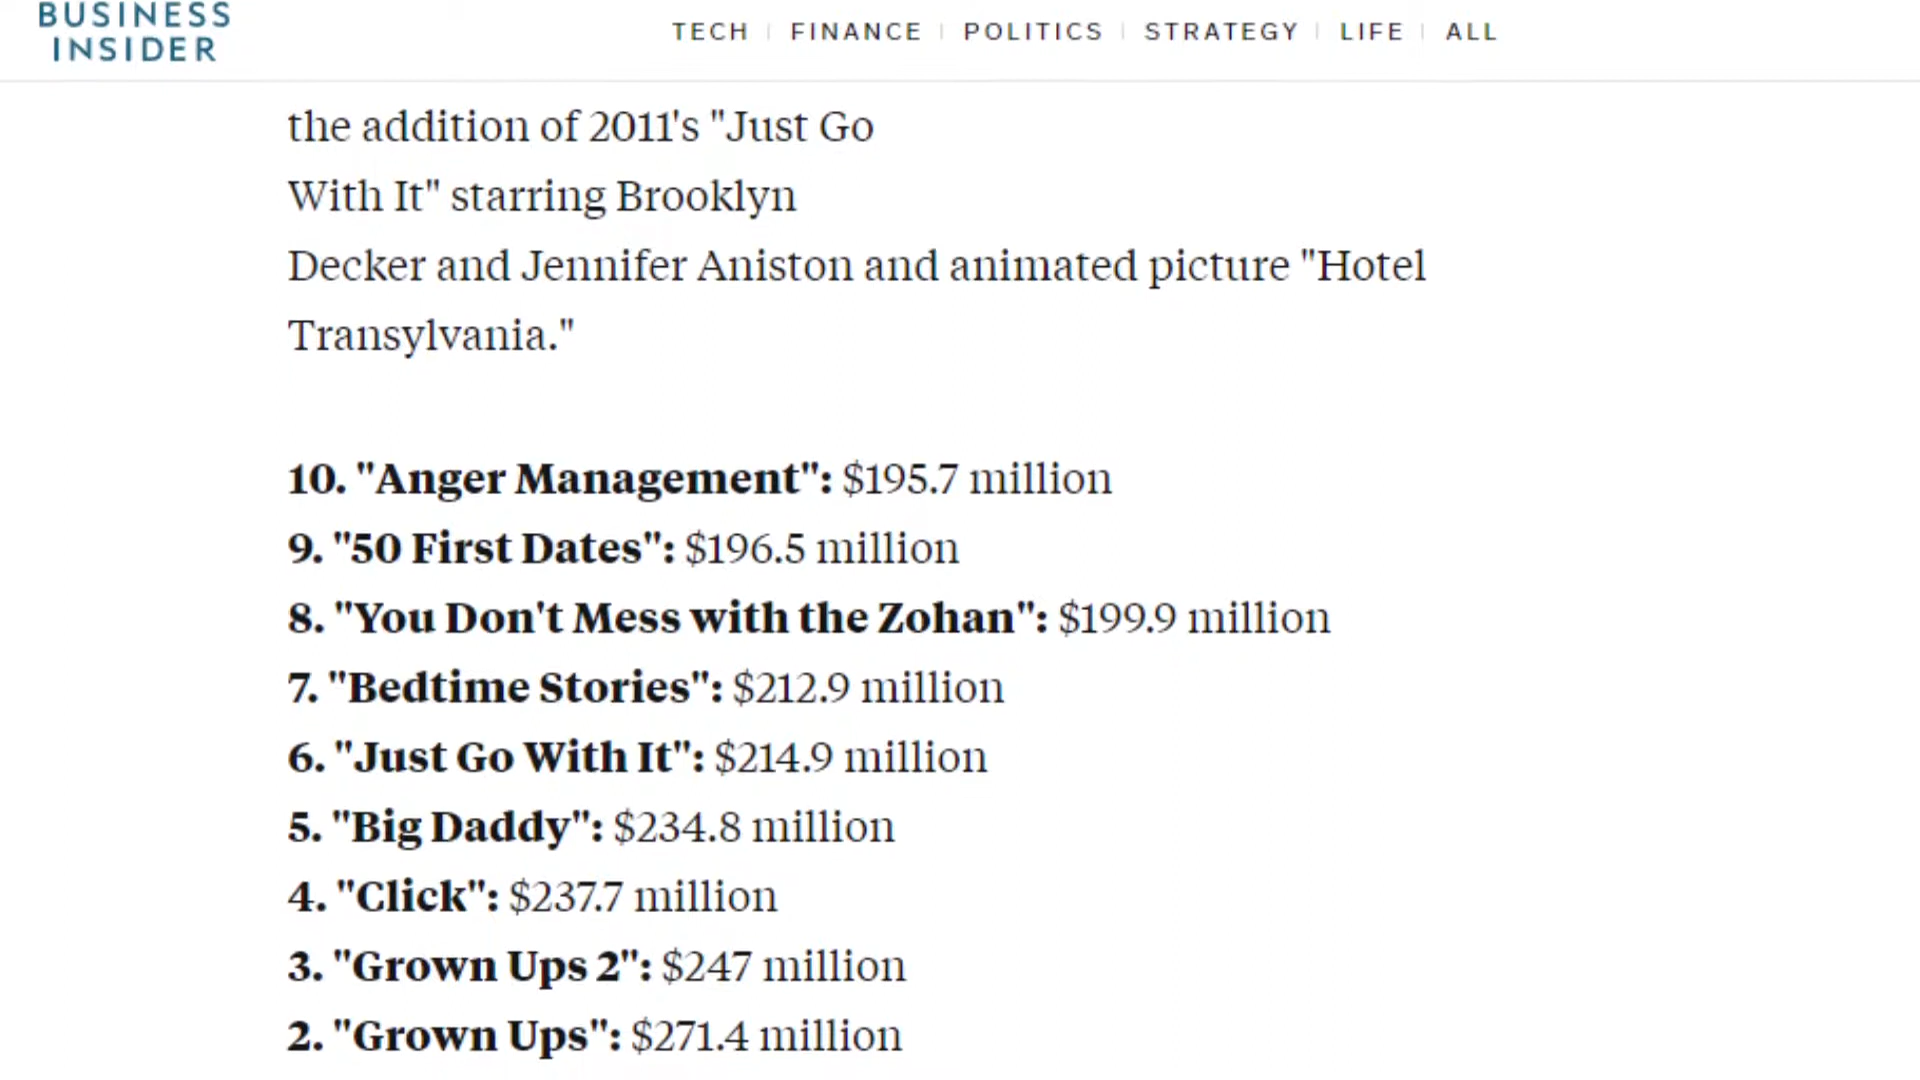 BUSINESS
INSIDER
TECH | FINANCE | POLITICS | STRATEGY | LIFE | ALL
the addition of 2011's "Just Go
With It" starring Brooklyn
Decker and Jennifer Aniston and animated picture "Hotel
Transylvania."
10. "Anger Management": $195.7 million
9. "50 First Dates": $196.5 million
8. "You Don't Mess with the Zohan": $199.9 million
7. "Bedtime Stories": $212.9 million
6. "Just Go With It": $214.9 million
5. "Big Daddy": $234.8 million
4. "Click": $237.7 million
3. "Grown Ups 2": $247 million
2. "Grown Ups": $271.4 million